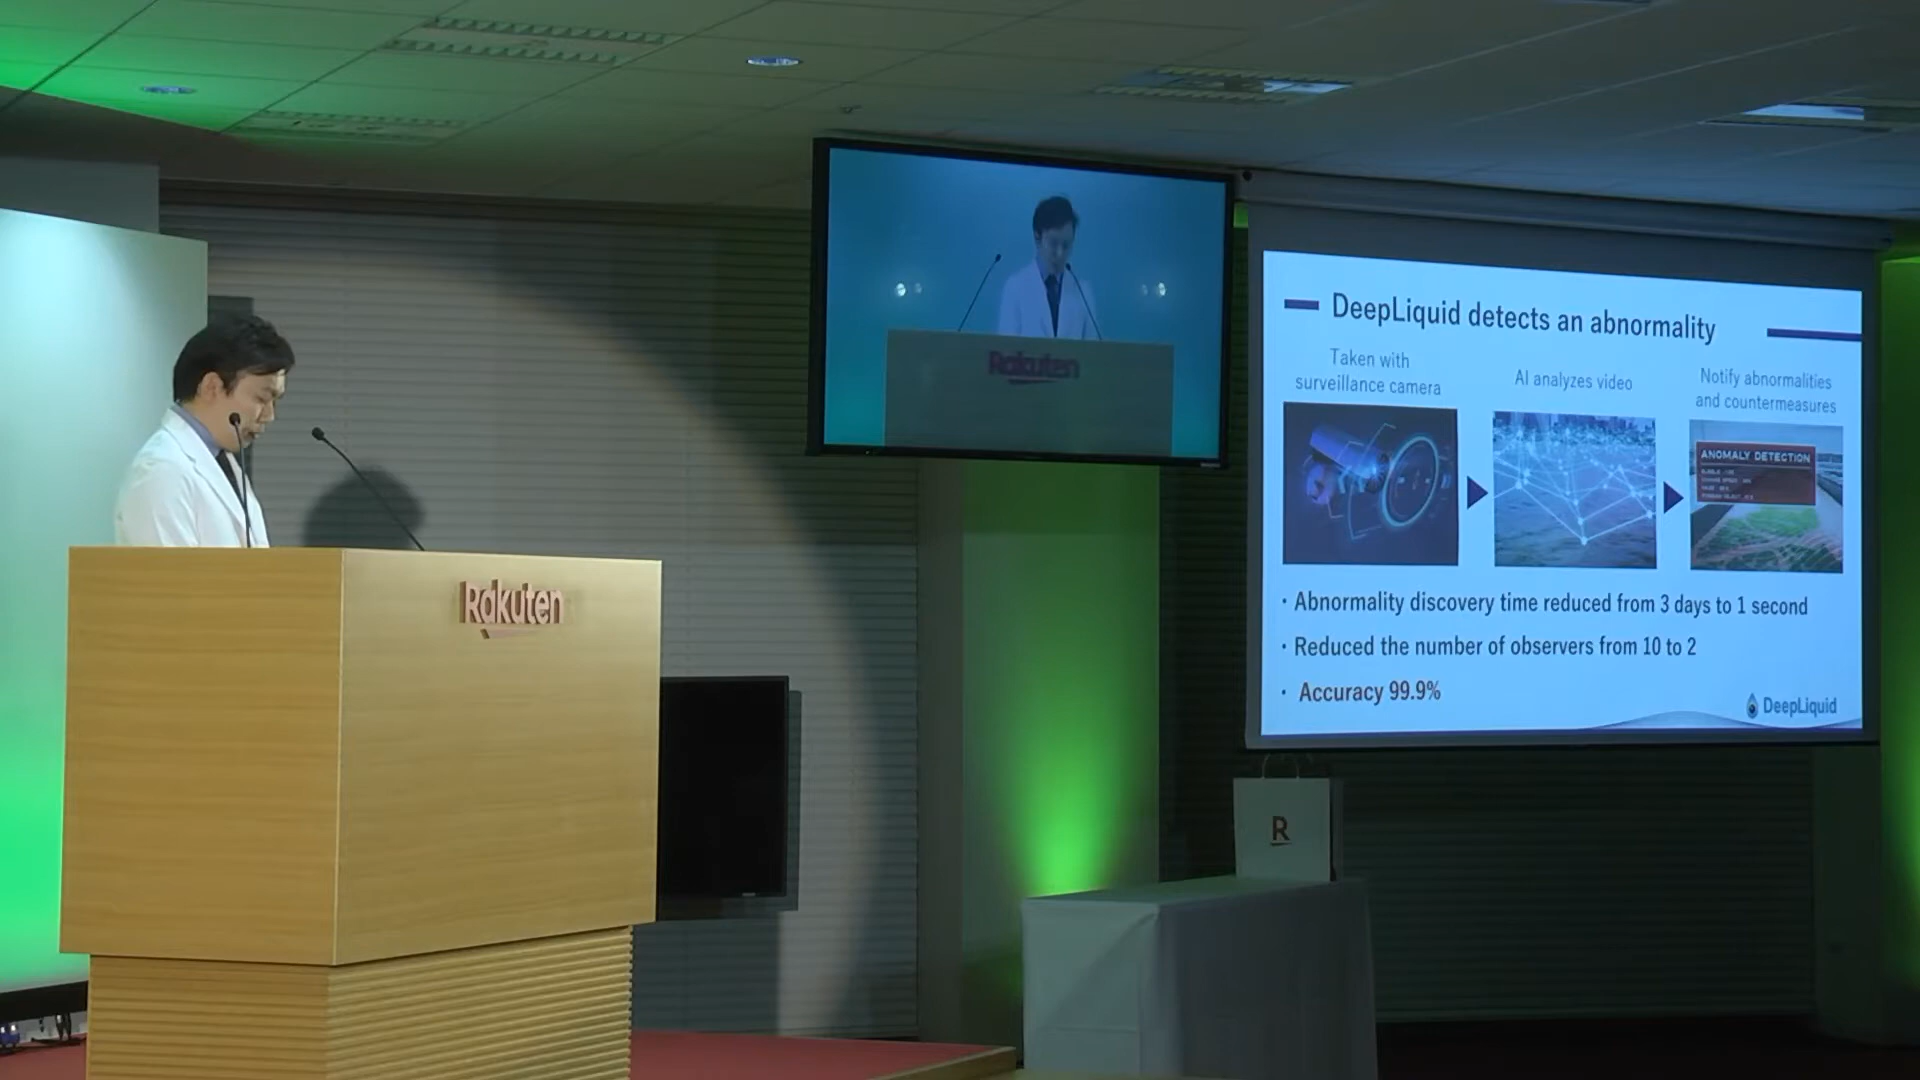 Rakuten
Rakuten
DeepLiquid detects an abnormality
Taken with
surveillance camera
AI analyzes video
Notify abnormalities
and countermeasures
ANOMALY DETECTION
・Abnormality discovery time reduced from 3 days to 1 second
・Reduced the number of observers from 10 to 2
・Accuracy 99.9%
DeepLiquid
R